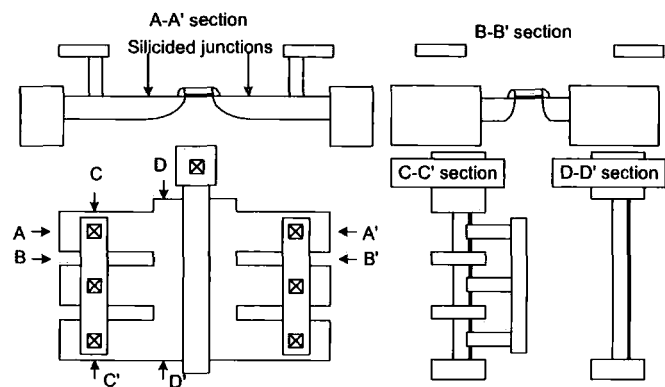 A-A' section
Silicided junctions
B-B' section
C
D
C-C' section
D-D' section
A
A'
B
B'
C'
D'